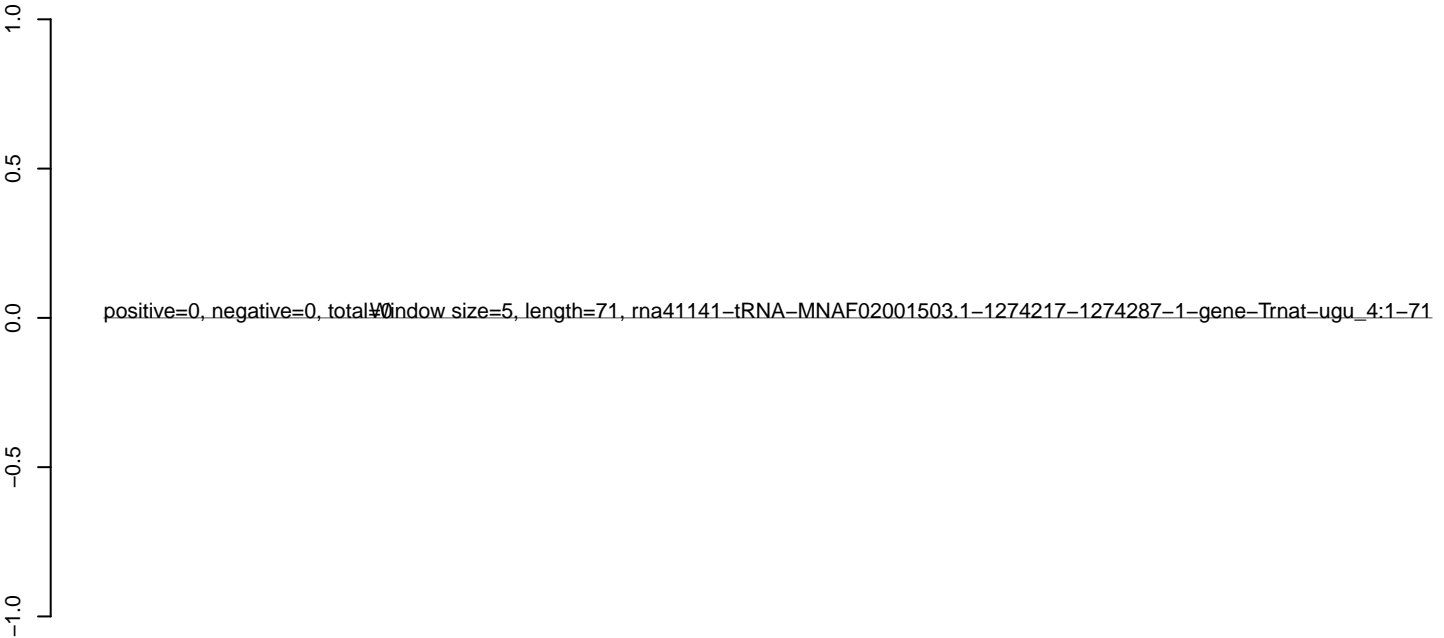 1.0
0.5
0.0
−0.5
−1.0
positive=0, negative=0, total=0
Window size=5, length=71, rna41141−tRNA−MNAF02001503.1−1274217−1274287−1−gene−Trnat−ugu_4:1−71